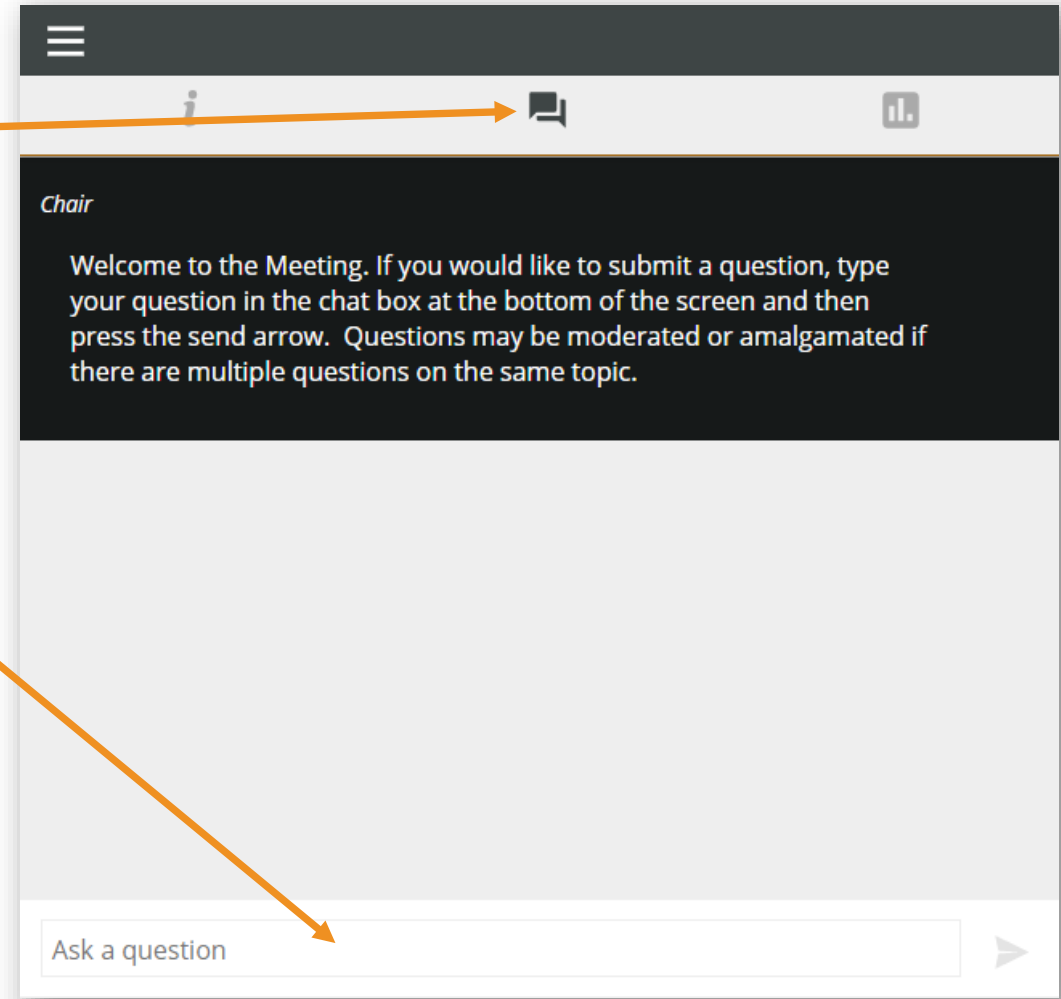 Chair
Welcome to the Meeting. If you would like to submit a question, type
your question in the chat box at the bottom of the screen and then
press the send arrow.  Questions may be moderated or amalgamated if
there are multiple questions on the same topic.
Ask a question